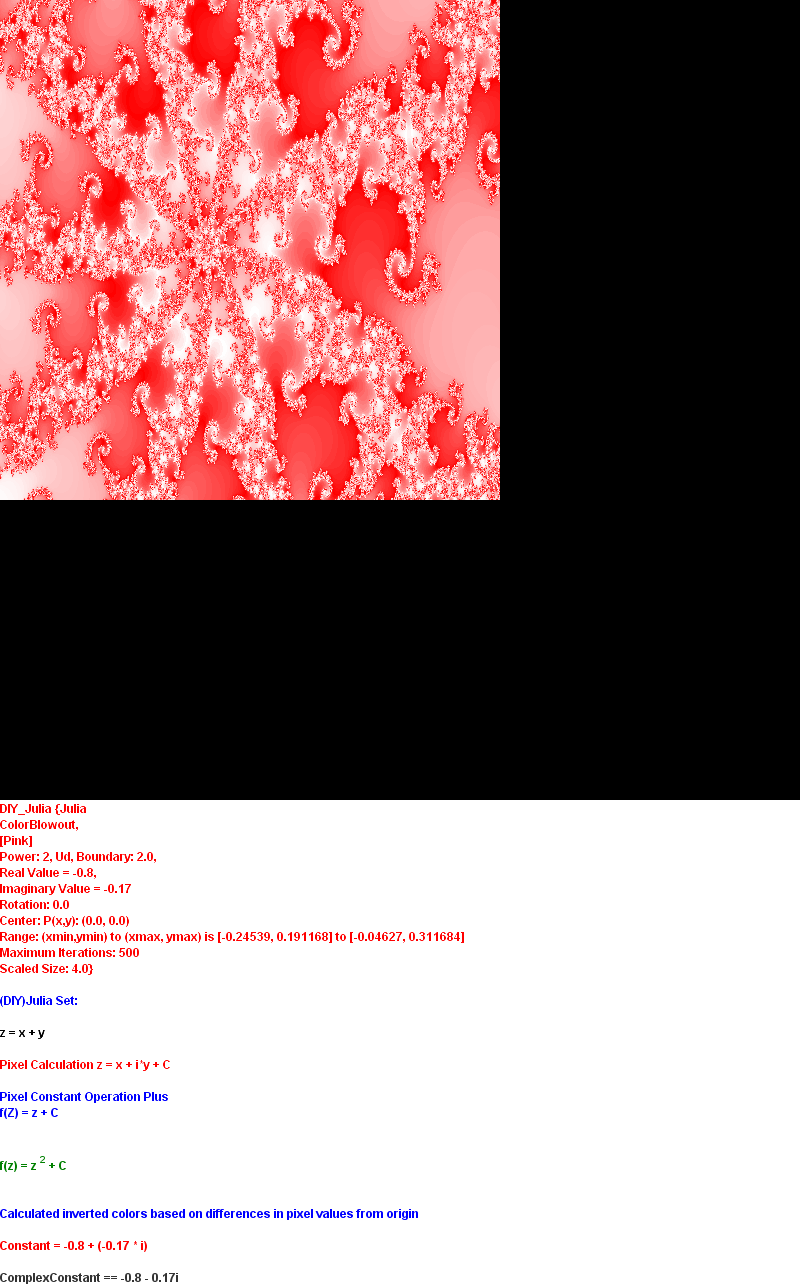 DIY_Julia {Julia
ColorBlowout,
[Pink]
Power: 2, Ud, Boundary: 2.0,
Real Value = -0.8,
Imaginary Value = -0.17
Rotation: 0.0
Center: P(x,y): (0.0, 0.0)
Range: (xmin,ymin) to (xmax, ymax) is [-0.24539, 0.191168] to [-0.04627, 0.311684]
Maximum Iterations: 500
Scaled Size: 4.0}
(DIY)Julia Set:
z = x + y
Pixel Calculation z = x + i*y + C
Pixel Constant Operation Plus
f(Z) = z + C
f(z) = z 2 + C
Calculated inverted colors based on differences in pixel values from origin
Constant = -0.8 + (-0.17 * i)
ComplexConstant == -0.8 - 0.17i